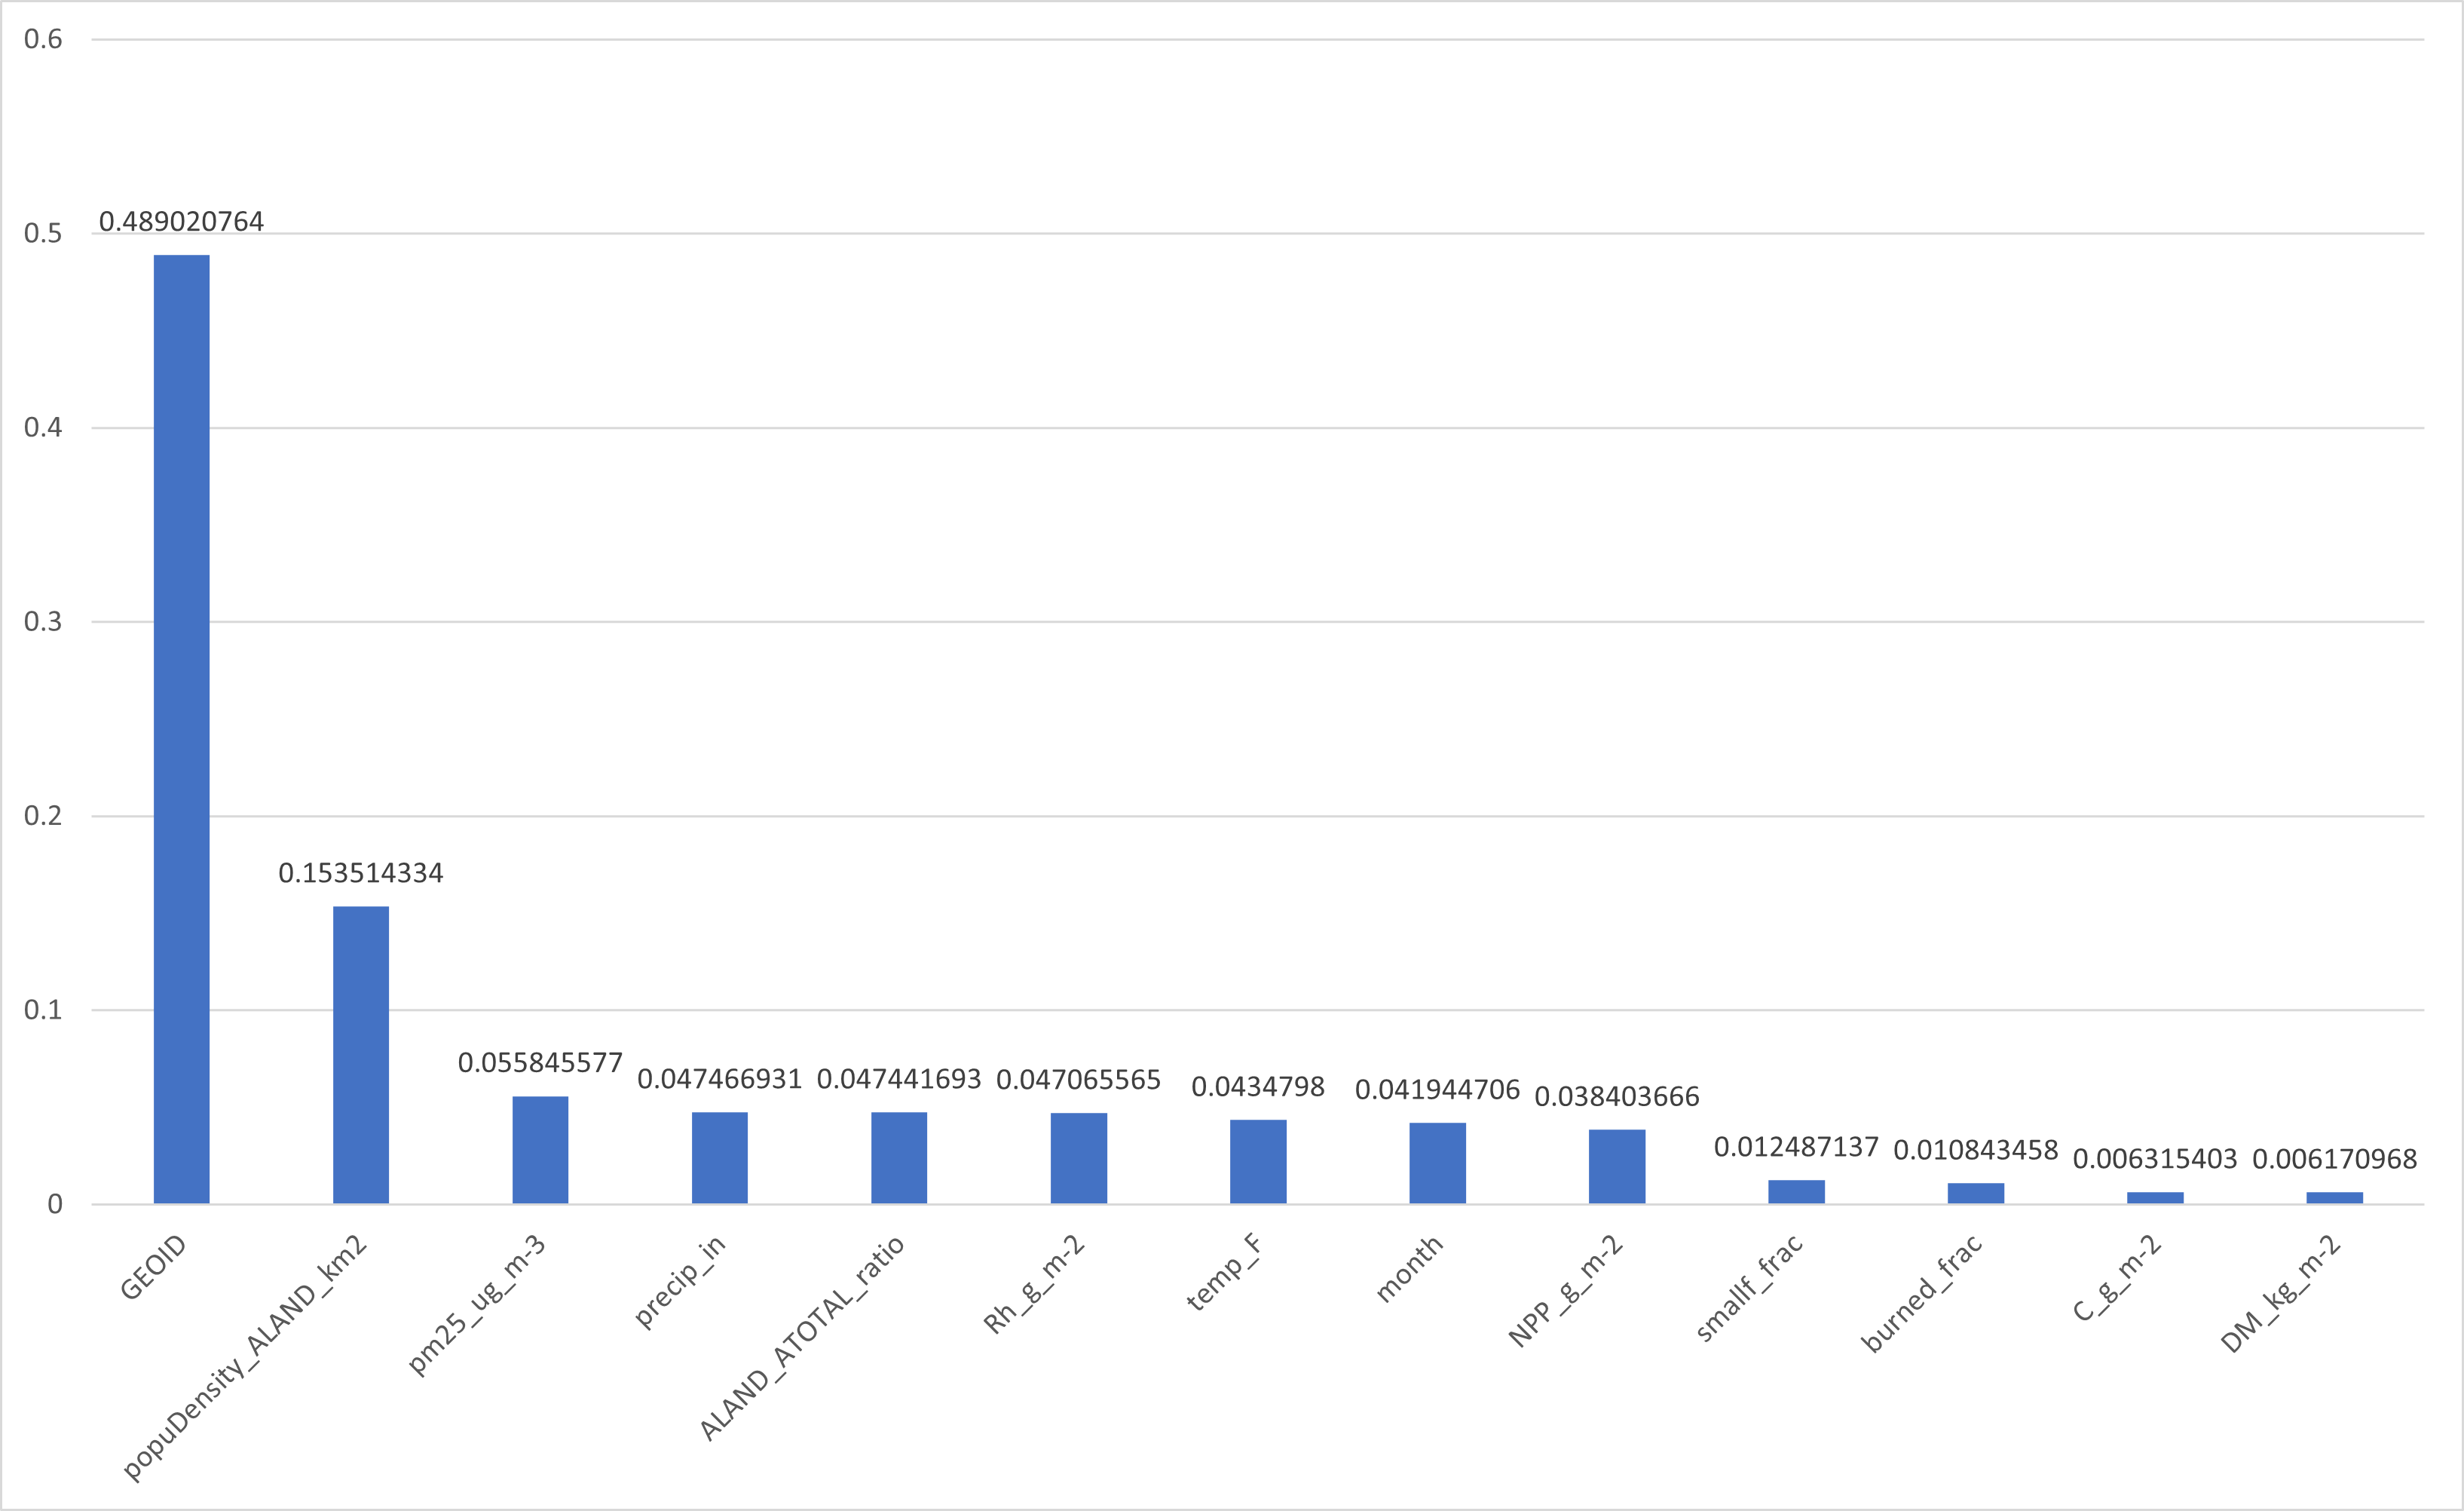 0.6
0.5
0.4
0.3
0.2
0.1
0
0.489020764
0.153514334
0.055845577
0.047466931
0.047441693
0.047065565
0.0434798
0.041944706
0.038403666
0.012487137
0.010843458
0.006315403
0.006170968
GEOID
popuDensity_ALAND_km2
pm25_ug_m-3
precip_in
ALAND_ATOTAL_ratio
Rh_g_m-2
temp_F
month
NPP_g_m-2
smallf_frac
burned_frac
C_g_m-2
DM_kg_m-2